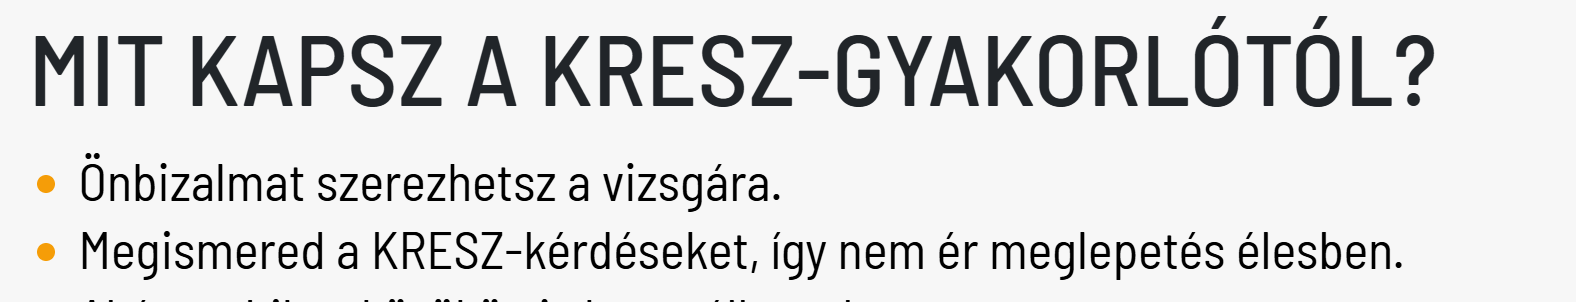 MIT KAPSZ A KRESZ-GYAKORLÓTÓL?
Önbizalmat szerezhetsz a vizsgára.
Megismered a KRESZ-kérdéseket, így nem ér meglepetés élesben.